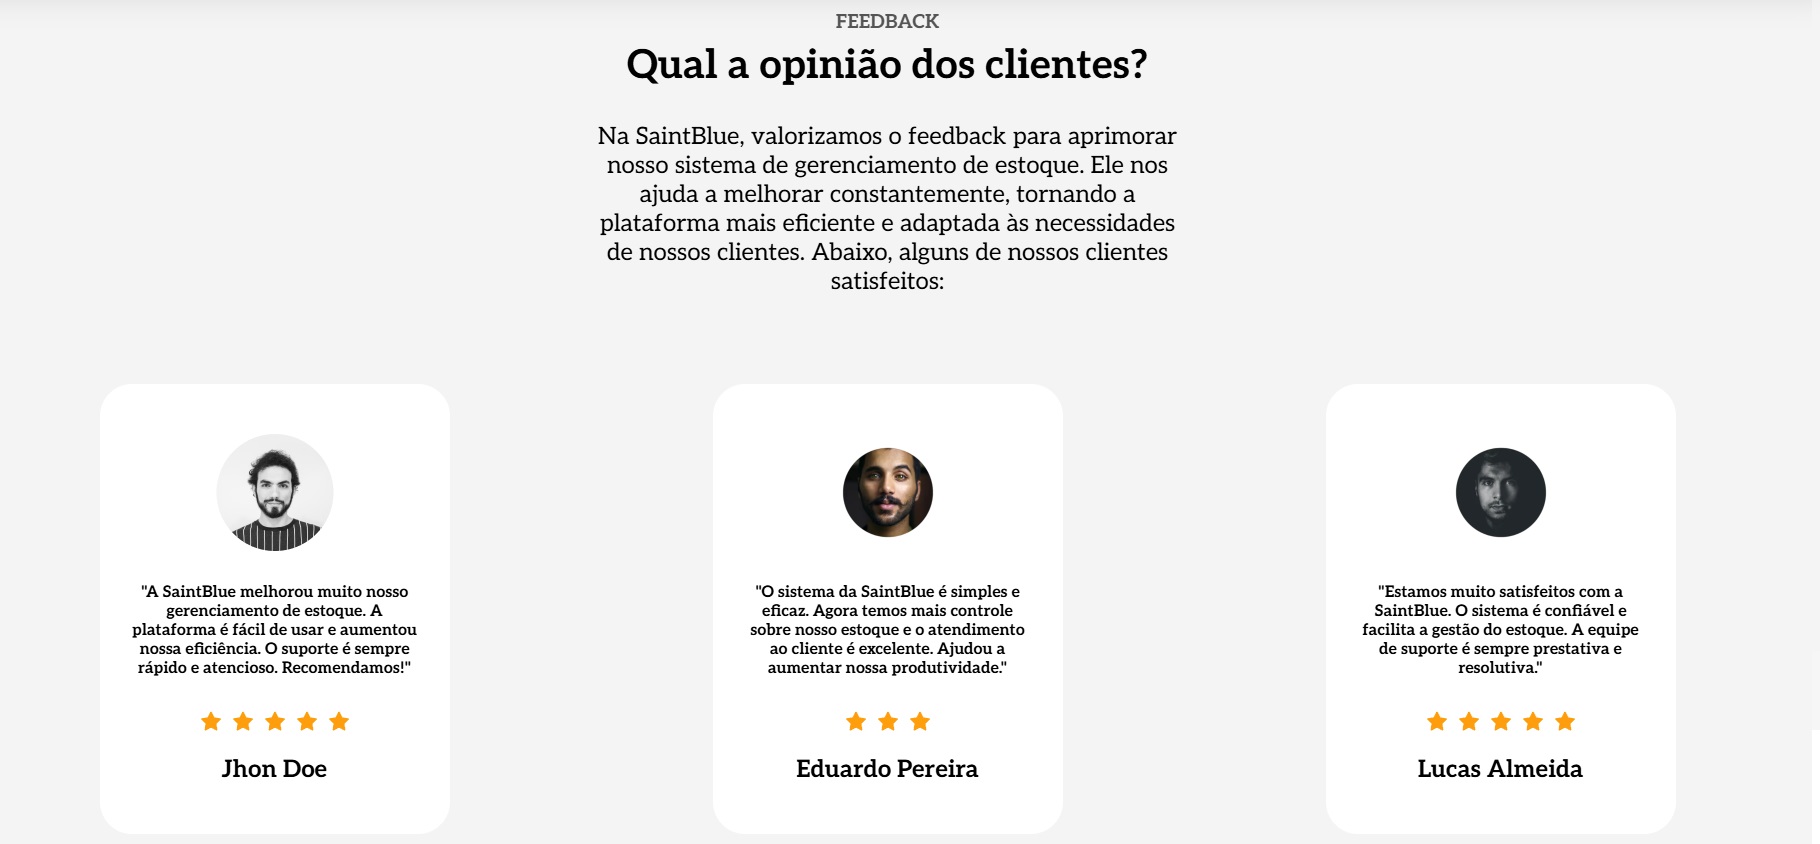 FEEDBACK
Qual a opinião dos clientes?
Na SaintBlue, valorizamos o feedback para aprimorar
nosso sistema de gerenciamento de estoque. Ele nos
ajuda a melhorar constantemente, tornando a
plataforma mais eficiente e adaptada às necessidades
de nossos clientes. Abaixo, alguns de nossos clientes
satisfeitos:
"A SaintBlue melhorou muito nosso
gerenciamento de estoque. A
plataforma é fácil de usar e aumentou
nossa eficiência. O suporte é sempre
rápido e atencioso. Recomendamos!"
Jhon Doe
"O sistema da SaintBlue é simples e
eficaz. Agora temos mais controle
sobre nosso estoque e o atendimento
ao cliente é excelente. Ajudou a
aumentar nossa produtividade."
Eduardo Pereira
"Estamos muito satisfeitos com a
SaintBlue. O sistema é confiável e
facilita a gestão do estoque. A equipe
de suporte é sempre prestativa e
resolutiva."
Lucas Almeida